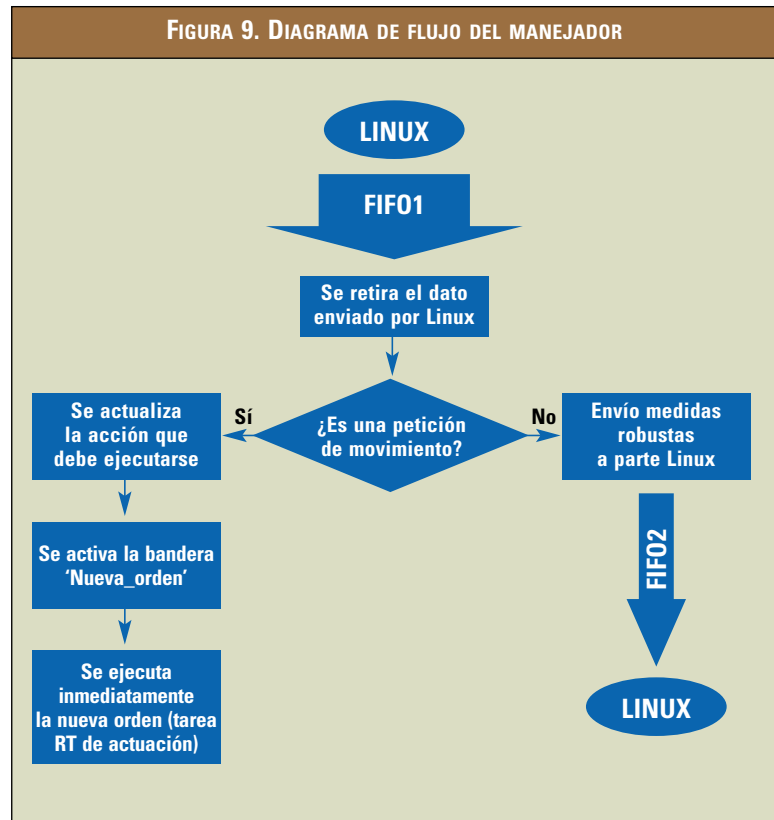 FIGURA 9. DIAGRAMA DE FLUJO DEL MANEJADOR
LINUX
FIFO1
Se retira el dato
enviado por Linux
¿Es una petición
de movimiento?
Sí
No
Se actualiza
la acción que
debe ejecutarse
Se activa la bandera
‘Nueva_orden’
Se ejecuta
inmediatamente
la nueva orden (tarea
RT de actuación)
Envío medidas
robustas
a parte Linux
FIFO2
LINUX